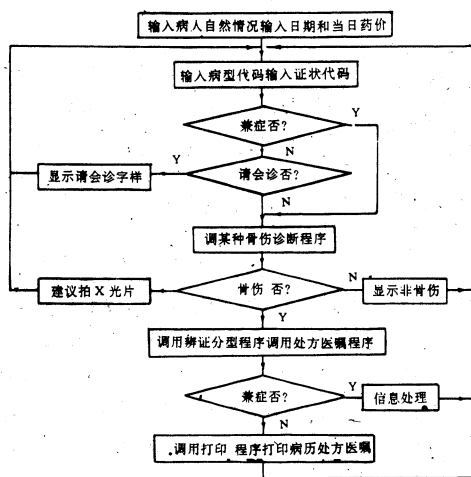 输入病人自然情况输入日期和当日药价
输入病型代码输入证状代码
兼症否？
Y
N
请会诊否？
Y
显示请会诊字样
N
调某种骨伤诊断程序
骨伤 否？
建议拍X光片
N
显示非骨伤
Y
调用辨证分型程序调用处方医嘱程序
兼症否？
Y
信息处理
N
调用打印 程序打印病历处方医嘱